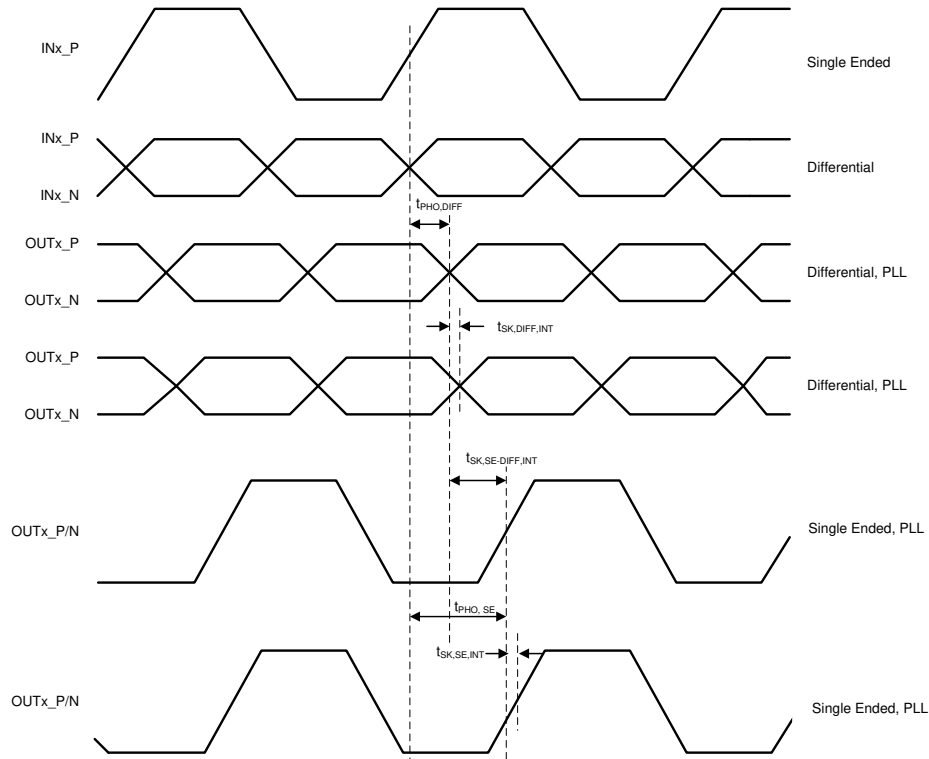 INx_P
Single Ended
INx_P
Differential
INx_N
tPHO,DIFF
OUTx_P
Differential, PLL
OUTx_N
tSK,DIFF,INT
OUTx_P
Differential, PLL
OUTx_N
tSK,SE-DIFF,INT
OUTx_P/N
Single Ended, PLL
tPHO, SE
tSK,SE,INT
OUTx_P/N
Single Ended, PLL